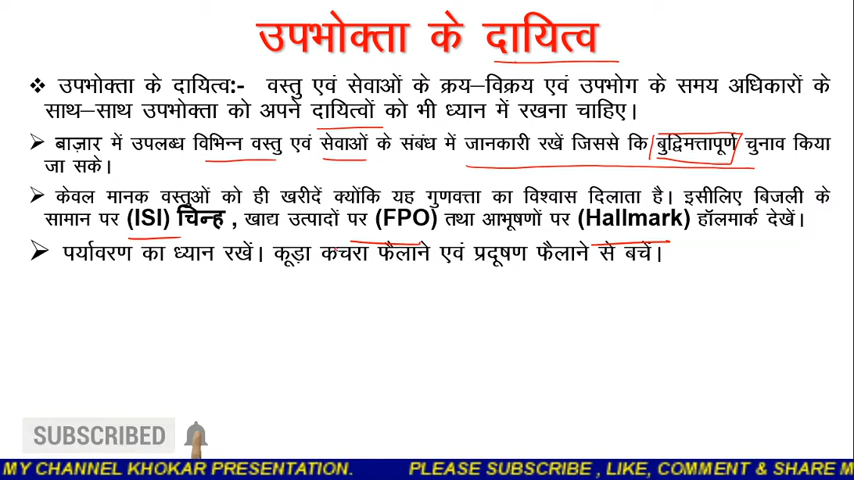 उपभोक्ता के दायित्व
❖ उपभोक्ता के दायित्व:- वस्तु एवं सेवाओं के क्रय–विक्रय एवं उपभोग के समय अधिकारों के
साथ–साथ उपभोक्ता को अपने दायित्वों को भी ध्यान में रखना चाहिए।
➢ बाज़ार में उपलब्ध विभिन्न वस्तु एवं सेवाओं के संबंध में जानकारी रखें जिससे कि बुद्विमत्तापूर्ण चुनाव किया
जा सके।
➢ केवल मानक वस्तुओं को ही खरीदें क्योंकि यह गुणवत्ता का विश्वास दिलाता है। इसीलिए बिजली के
सामान पर (ISI) चिन्ह , खाद्य उत्पादों पर (FPO) तथा आभूषणों पर (Hallmark) हॉलमार्क देखें।
➢ पर्यावरण का ध्यान रखें। कूड़ा कचरा फैलाने एवं प्रदूषण फैलाने से बचें।
SUBSCRIBED
MY CHANNEL KHOKAR PRESENTATION. PLEASE SUBSCRIBE , LIKE, COMMENT & SHARE M